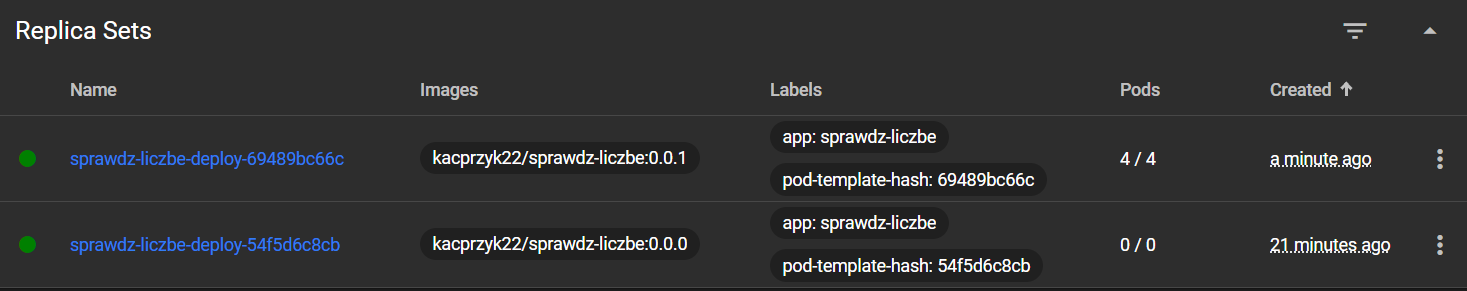 Replica Sets
Name Images Labels Pods Created
sprawdz-liczbe-deploy-69489bc66c kacprzyk22/sprawdz-liczbe:0.0.1 app: sprawdz-liczbe 4 / 4 a minute ago
pod-template-hash: 69489bc66c
sprawdz-liczbe-deploy-54f5d6c8cb kacprzyk22/sprawdz-liczbe:0.0.0 app: sprawdz-liczbe 0 / 0 21 minutes ago
pod-template-hash: 54f5d6c8cb